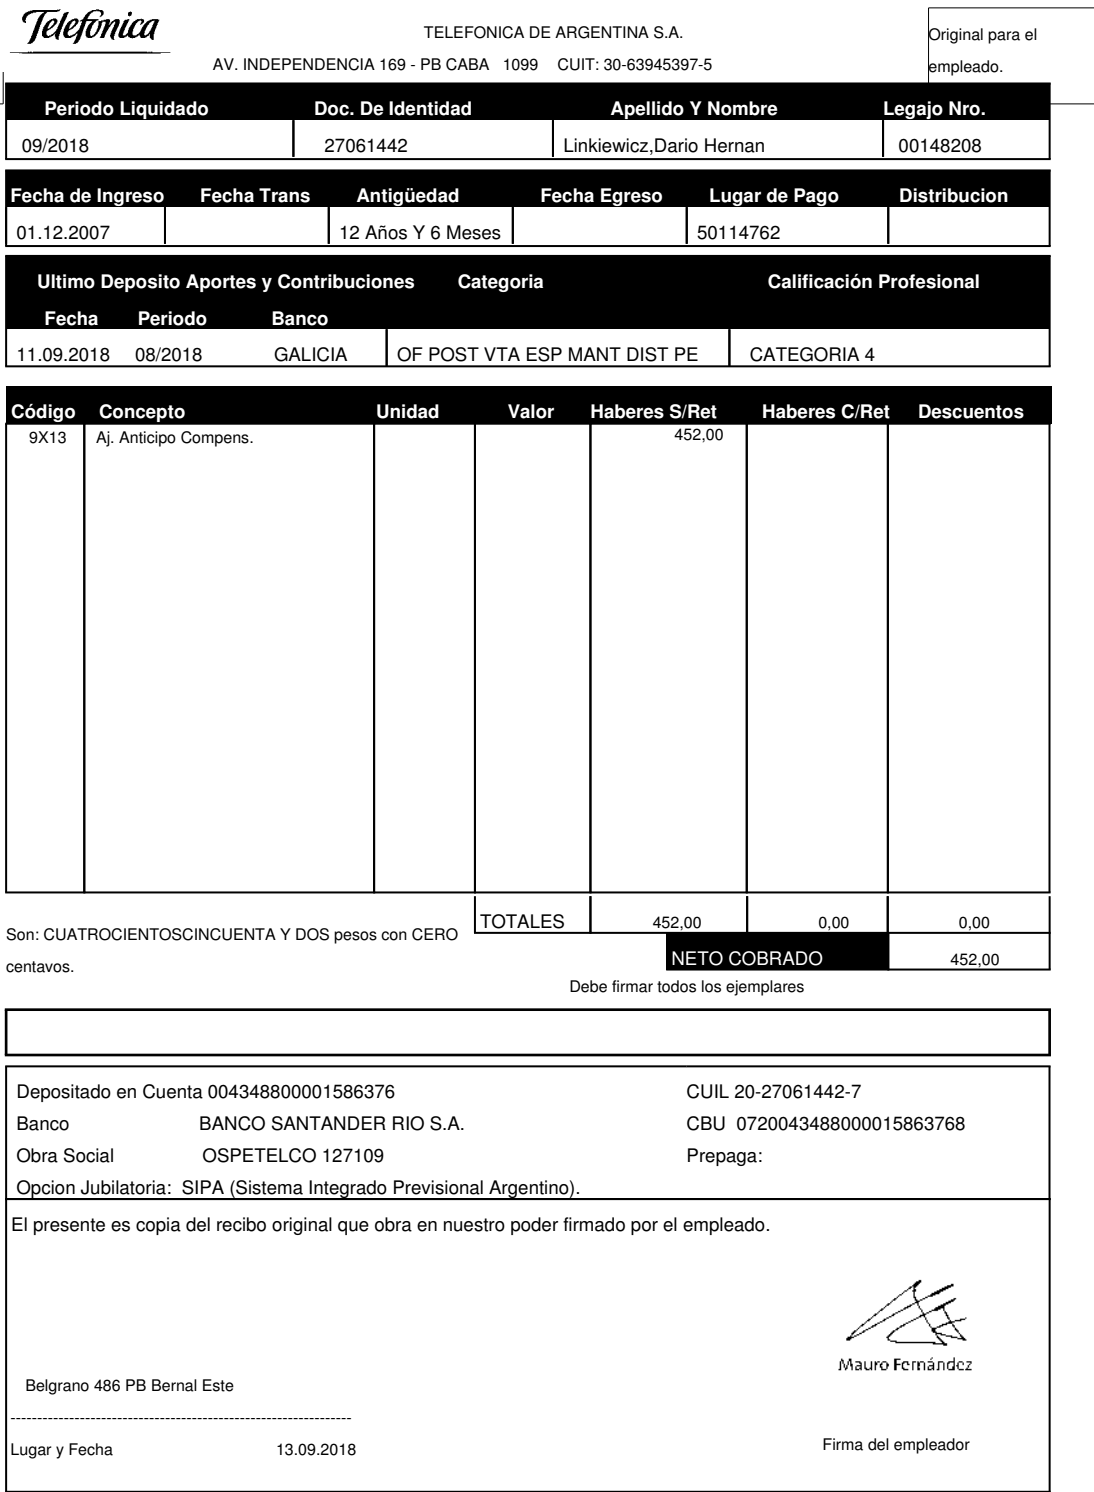 Telefónica
TELEFONICA DE ARGENTINA S.A.
Original para el
AV. INDEPENDENCIA 169 - PB CABA 1099 CUIT: 30-63945397-5
empleado.
Periodo Liquidado Doc. De Identidad Apellido Y Nombre Legajo Nro.
09/2018 27061442 Linkiewicz,Dario Hernan 00148208
Fecha de Ingreso Fecha Trans Antigüedad Fecha Egreso Lugar de Pago Distribucion
01.12.2007 12 Años Y 6 Meses 50114762
Ultimo Deposito Aportes y Contribuciones Categoria Calificación Profesional
Fecha Periodo Banco
11.09.2018 08/2018 GALICIA OF POST VTA ESP MANT DIST PE CATEGORIA 4
Código Concepto Unidad Valor Haberes S/Ret Haberes C/Ret Descuentos
9X13 Aj. Anticipo Compens. 452,00
TOTALES 452,00 0,00 0,00
Son: CUATROCIENTOSCINCUENTA Y DOS pesos con CERO
centavos.
NETO COBRADO 452,00
Debe firmar todos los ejemplares
Depositado en Cuenta 004348800001586376 CUIL 20-27061442-7
Banco BANCO SANTANDER RIO S.A. CBU 0720043488000015863768
Obra Social OSPETELCO 127109 Prepaga:
Opcion Jubilatoria: SIPA (Sistema Integrado Previsional Argentino).
El presente es copia del recibo original que obra en nuestro poder firmado por el empleado.
Mauro Fernández
Belgrano 486 PB Bernal Este
-----------------------------------------------------------------
Lugar y Fecha 13.09.2018 Firma del empleador